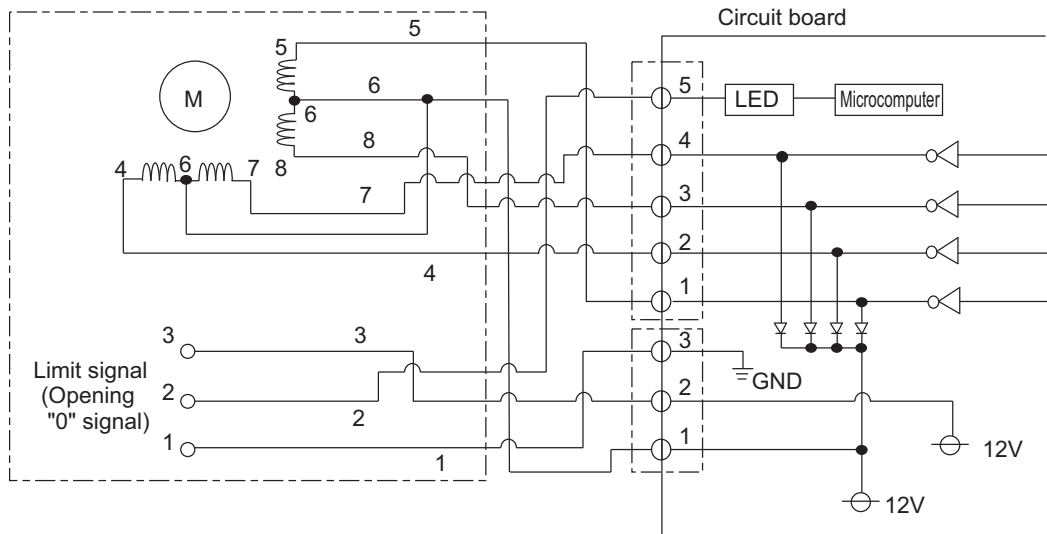 Circuit board
5
5
M
6
6
8
8
4
6
7
7
4
5
LED
Microcomputer
4
3
2
1
3
3
Limit signal
(Opening
"0" signal)
2
2
1
1
3
GND
2
1
12V
12V